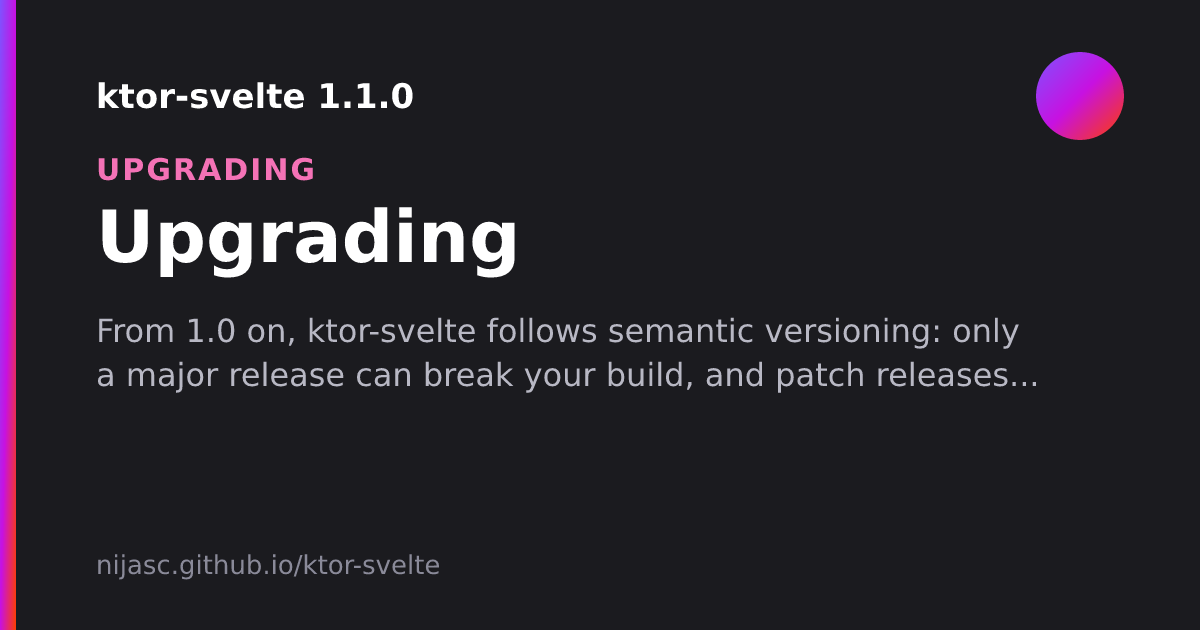 ktor-svelte 1.1.0
UPGRADING
Upgrading
From 1.0 on, ktor-svelte follows semantic versioning: only
a major release can break your build, and patch releases...
nijasc.github.io/ktor-svelte